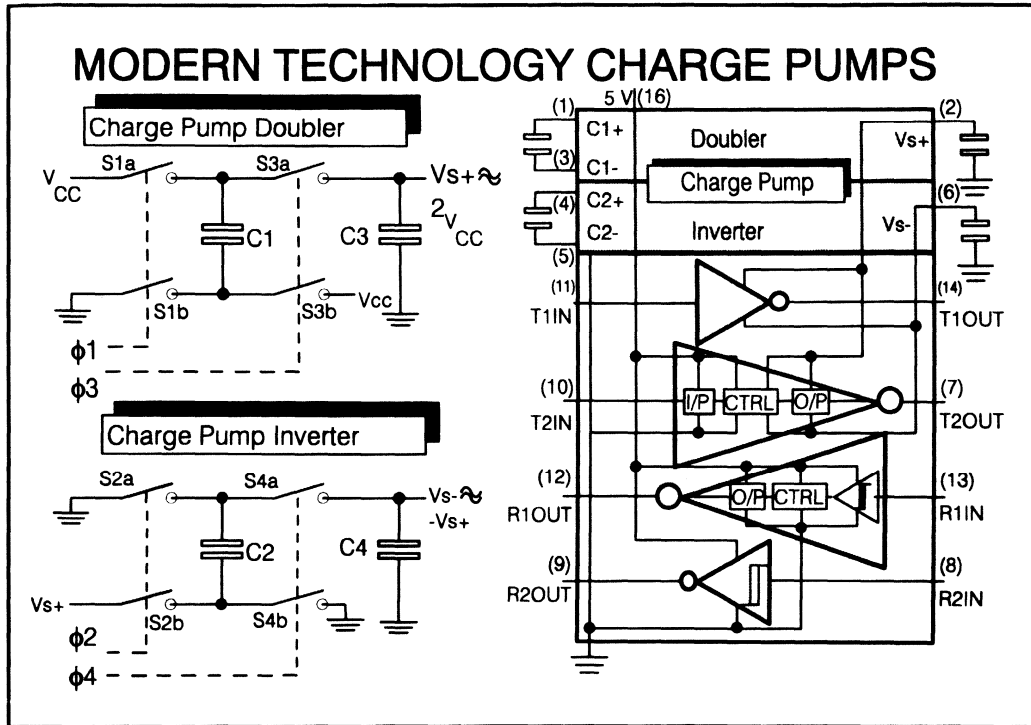 MODERN TECHNOLOGY CHARGE PUMPS
Charge Pump Doubler
S1a
S3a
V CC
Vs+ ≈
2 V CC
C1
C3
S1b
S3b
Vcc
ϕ1
ϕ3
Charge Pump Inverter
S2a
S4a
Vs- ≈
-Vs+
C2
C4
Vs+
S2b
S4b
ϕ2
ϕ4
5 V (16)
(1)
(2)
C1+
Doubler
Vs+
(3)
C1-
Charge Pump
(4)
C2+
(6)
C2-
Inverter
Vs-
(5)
(11)
(14)
T1IN
T1OUT
(10)
I/P
CTRL
O/P
(7)
T2IN
T2OUT
(12)
O/P
CTRL
(13)
R1OUT
R1IN
(9)
(8)
R2OUT
R2IN